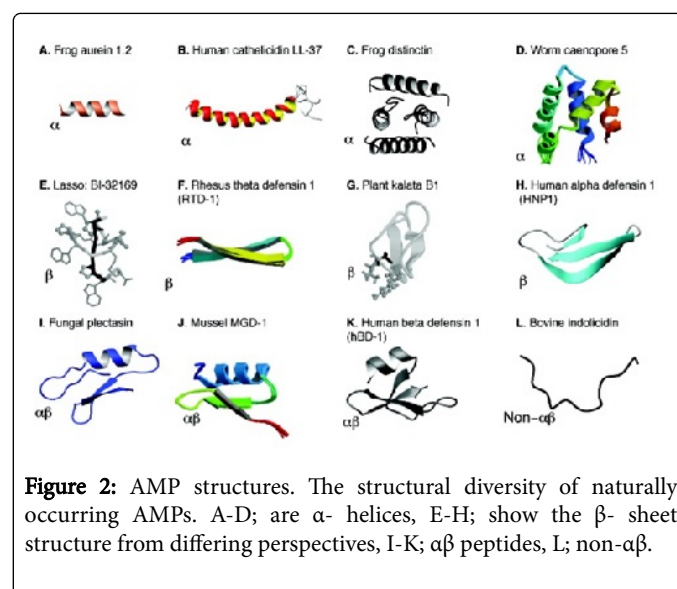 A. Frog aurein 1.2
B. Human cathelicidin LL-37
C. Frog distinctin
D. Worm caenopore 5
α
α
α
α
E. Lasso: BI-32169
F. Rhesus theta defensin 1
(RTD-1)
G. Plant kalata B1
H. Human alpha defensin 1
(HNP1)
β
β
β
β
I. Fungal plectasin
J. Mussel MGD-1
K. Human beta defensin 1
(hBD-1)
L. Bovine indolicidin
αβ
αβ
αβ
Non-αβ
Figure 2: AMP structures. The structural diversity of naturally
occurring AMPs. A-D; are α- helices, E-H; show the β- sheet
structure from differing perspectives, I-K; αβ peptides, L; non-αβ.